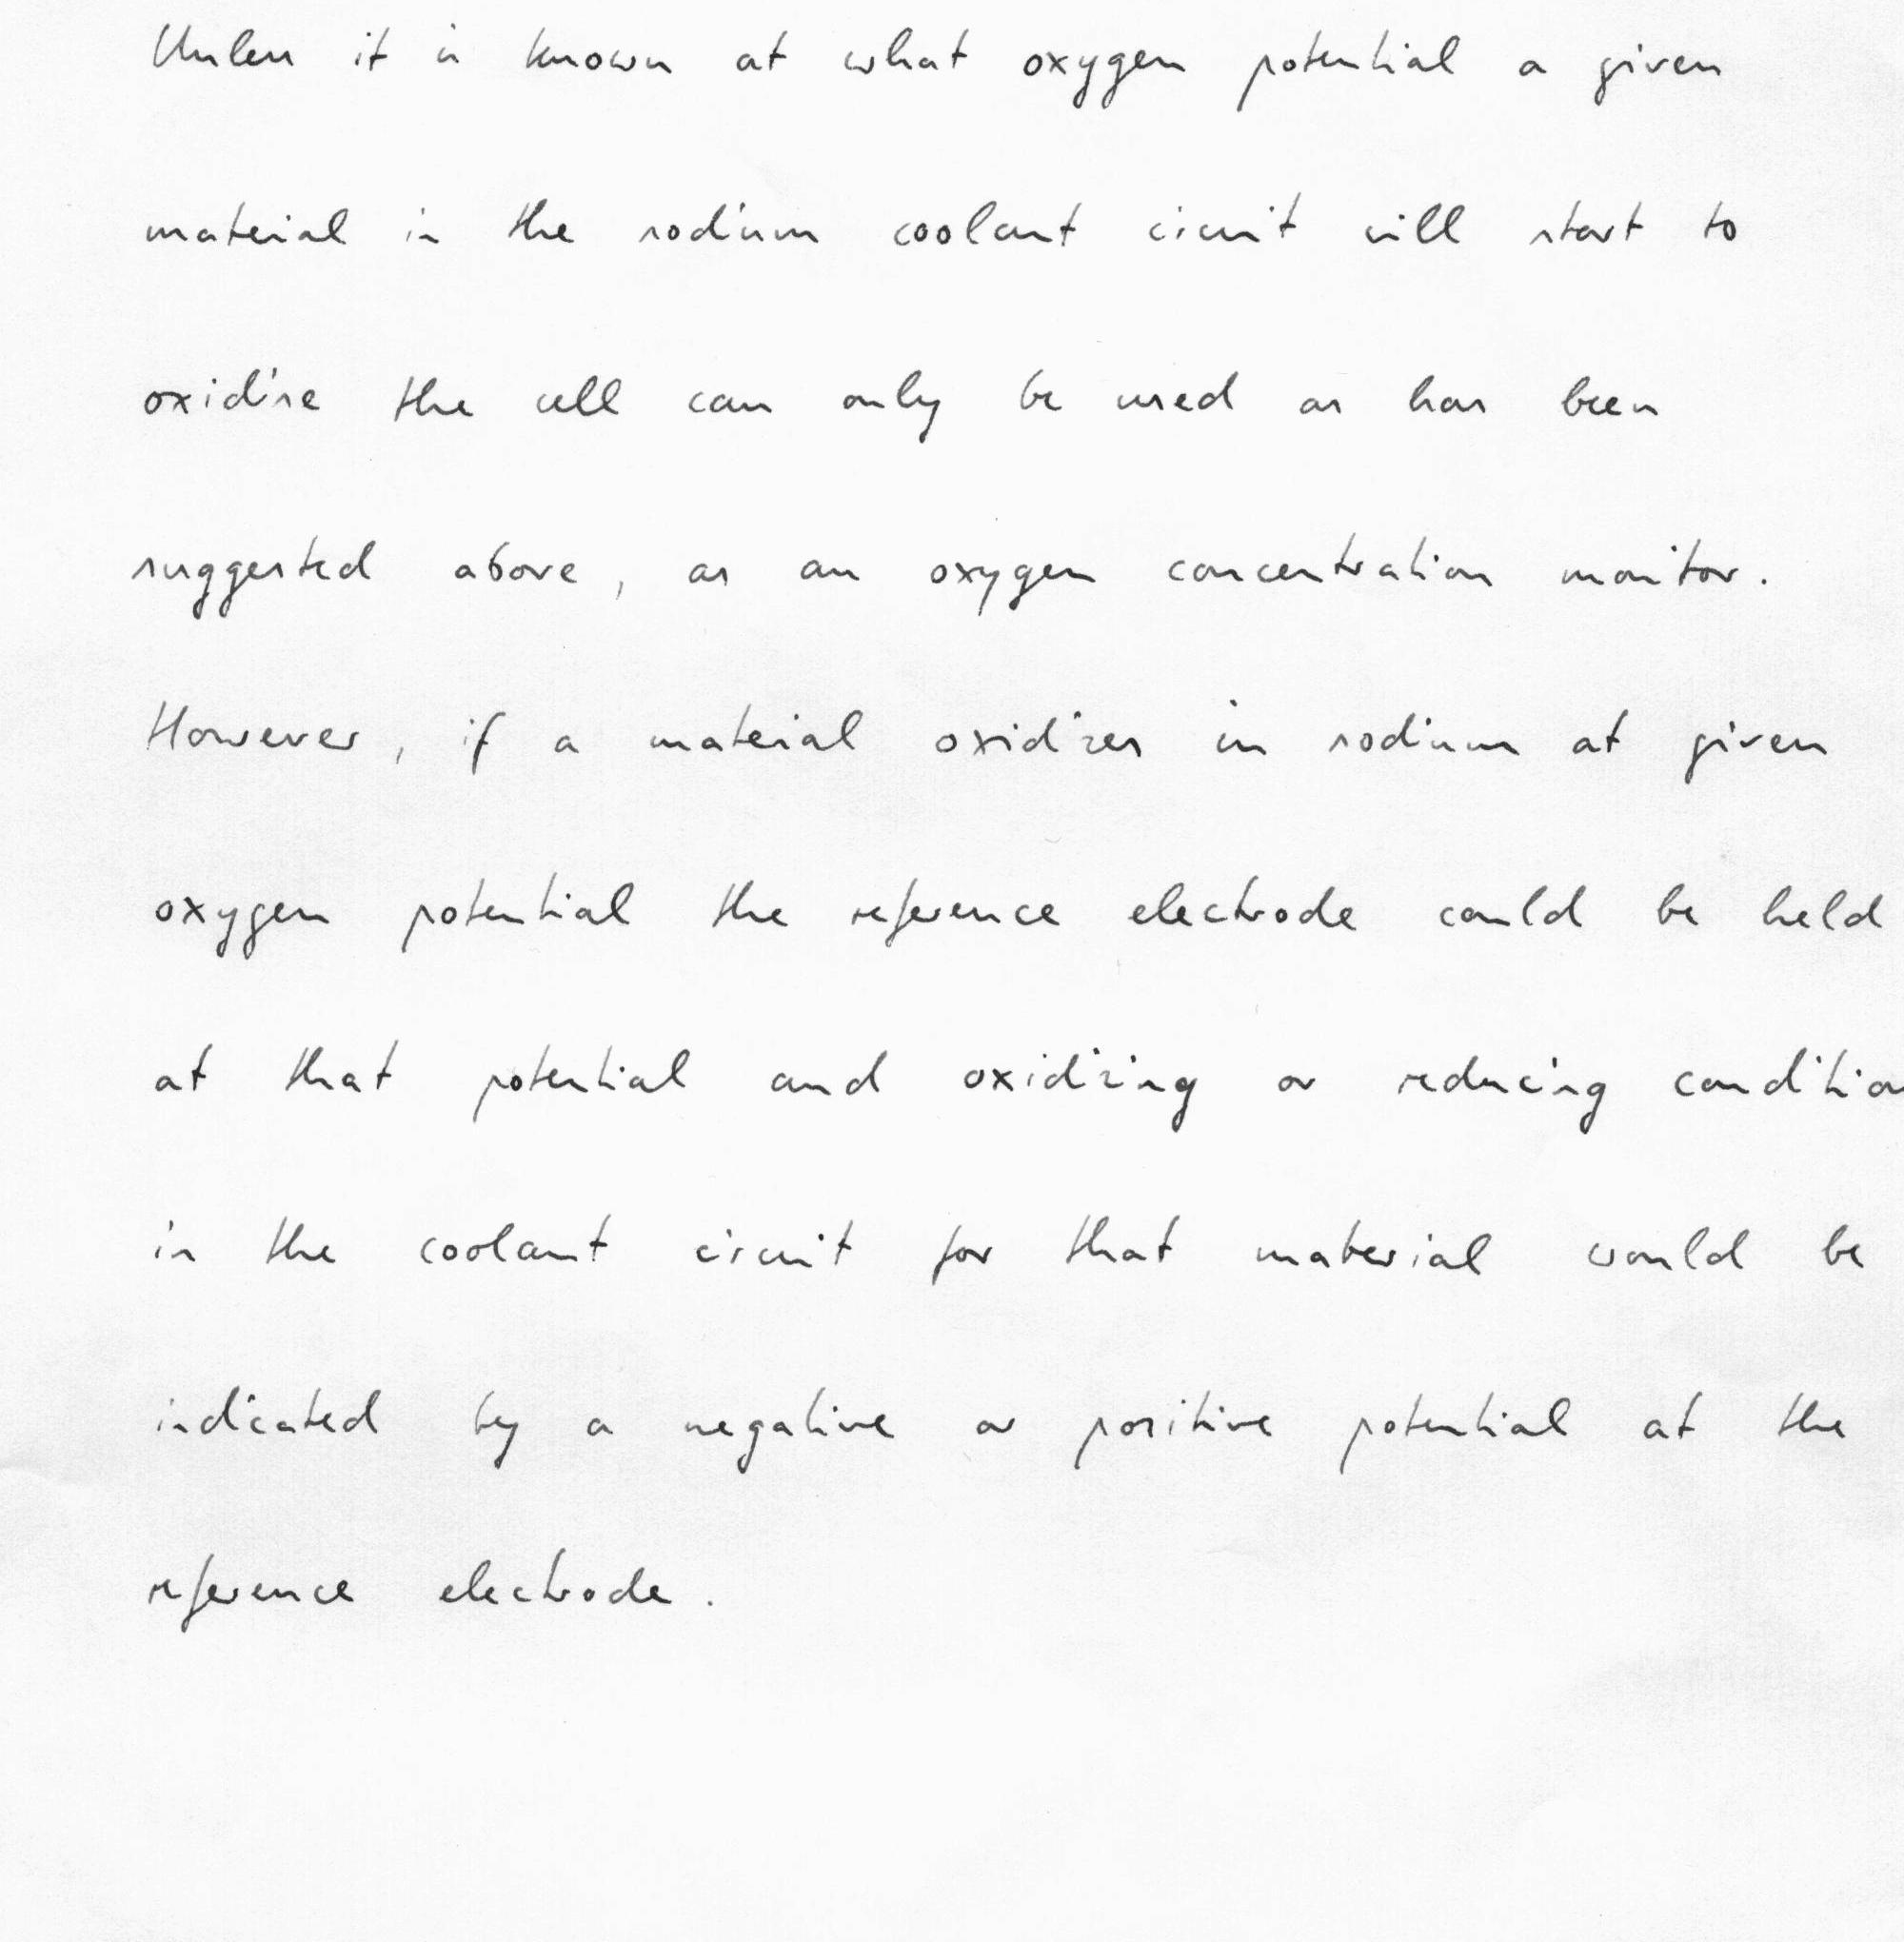 Unless it is known at what oxygen potential a given
material in the sodium coolant circuit will start to
oxidise the cell can only be used as has been
suggested above, as an oxygen concentration monitor.
However, if a material oxidizes in sodium at given
oxygen potential the reference electrode could be held
at that potential and oxidizing or reducing condition
in the coolant circuit for that material would be
indicated by a negative or positive potential at the
reference electrode.